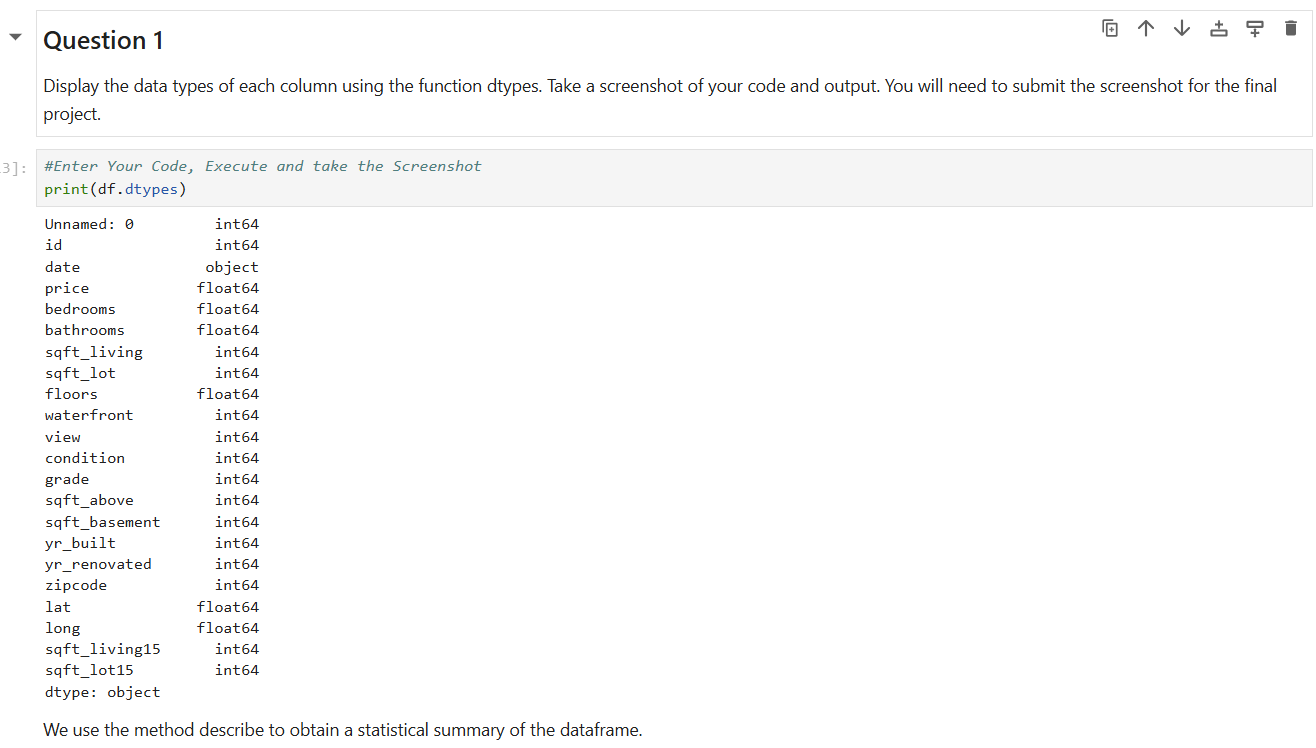 Question 1
Display the data types of each column using the function dtypes. Take a screenshot of your code and output. You will need to submit the screenshot for the final
project.
3]:
#Enter Your Code, Execute and take the Screenshot
print(df.dtypes)
Unnamed: 0         int64
id                 int64
date              object
price            float64
bedrooms         float64
bathrooms        float64
sqft_living        int64
sqft_lot           int64
floors           float64
waterfront         int64
view               int64
condition          int64
grade              int64
sqft_above         int64
sqft_basement      int64
yr_built           int64
yr_renovated       int64
zipcode            int64
lat              float64
long             float64
sqft_living15      int64
sqft_lot15         int64
dtype: object
We use the method describe to obtain a statistical summary of the dataframe.